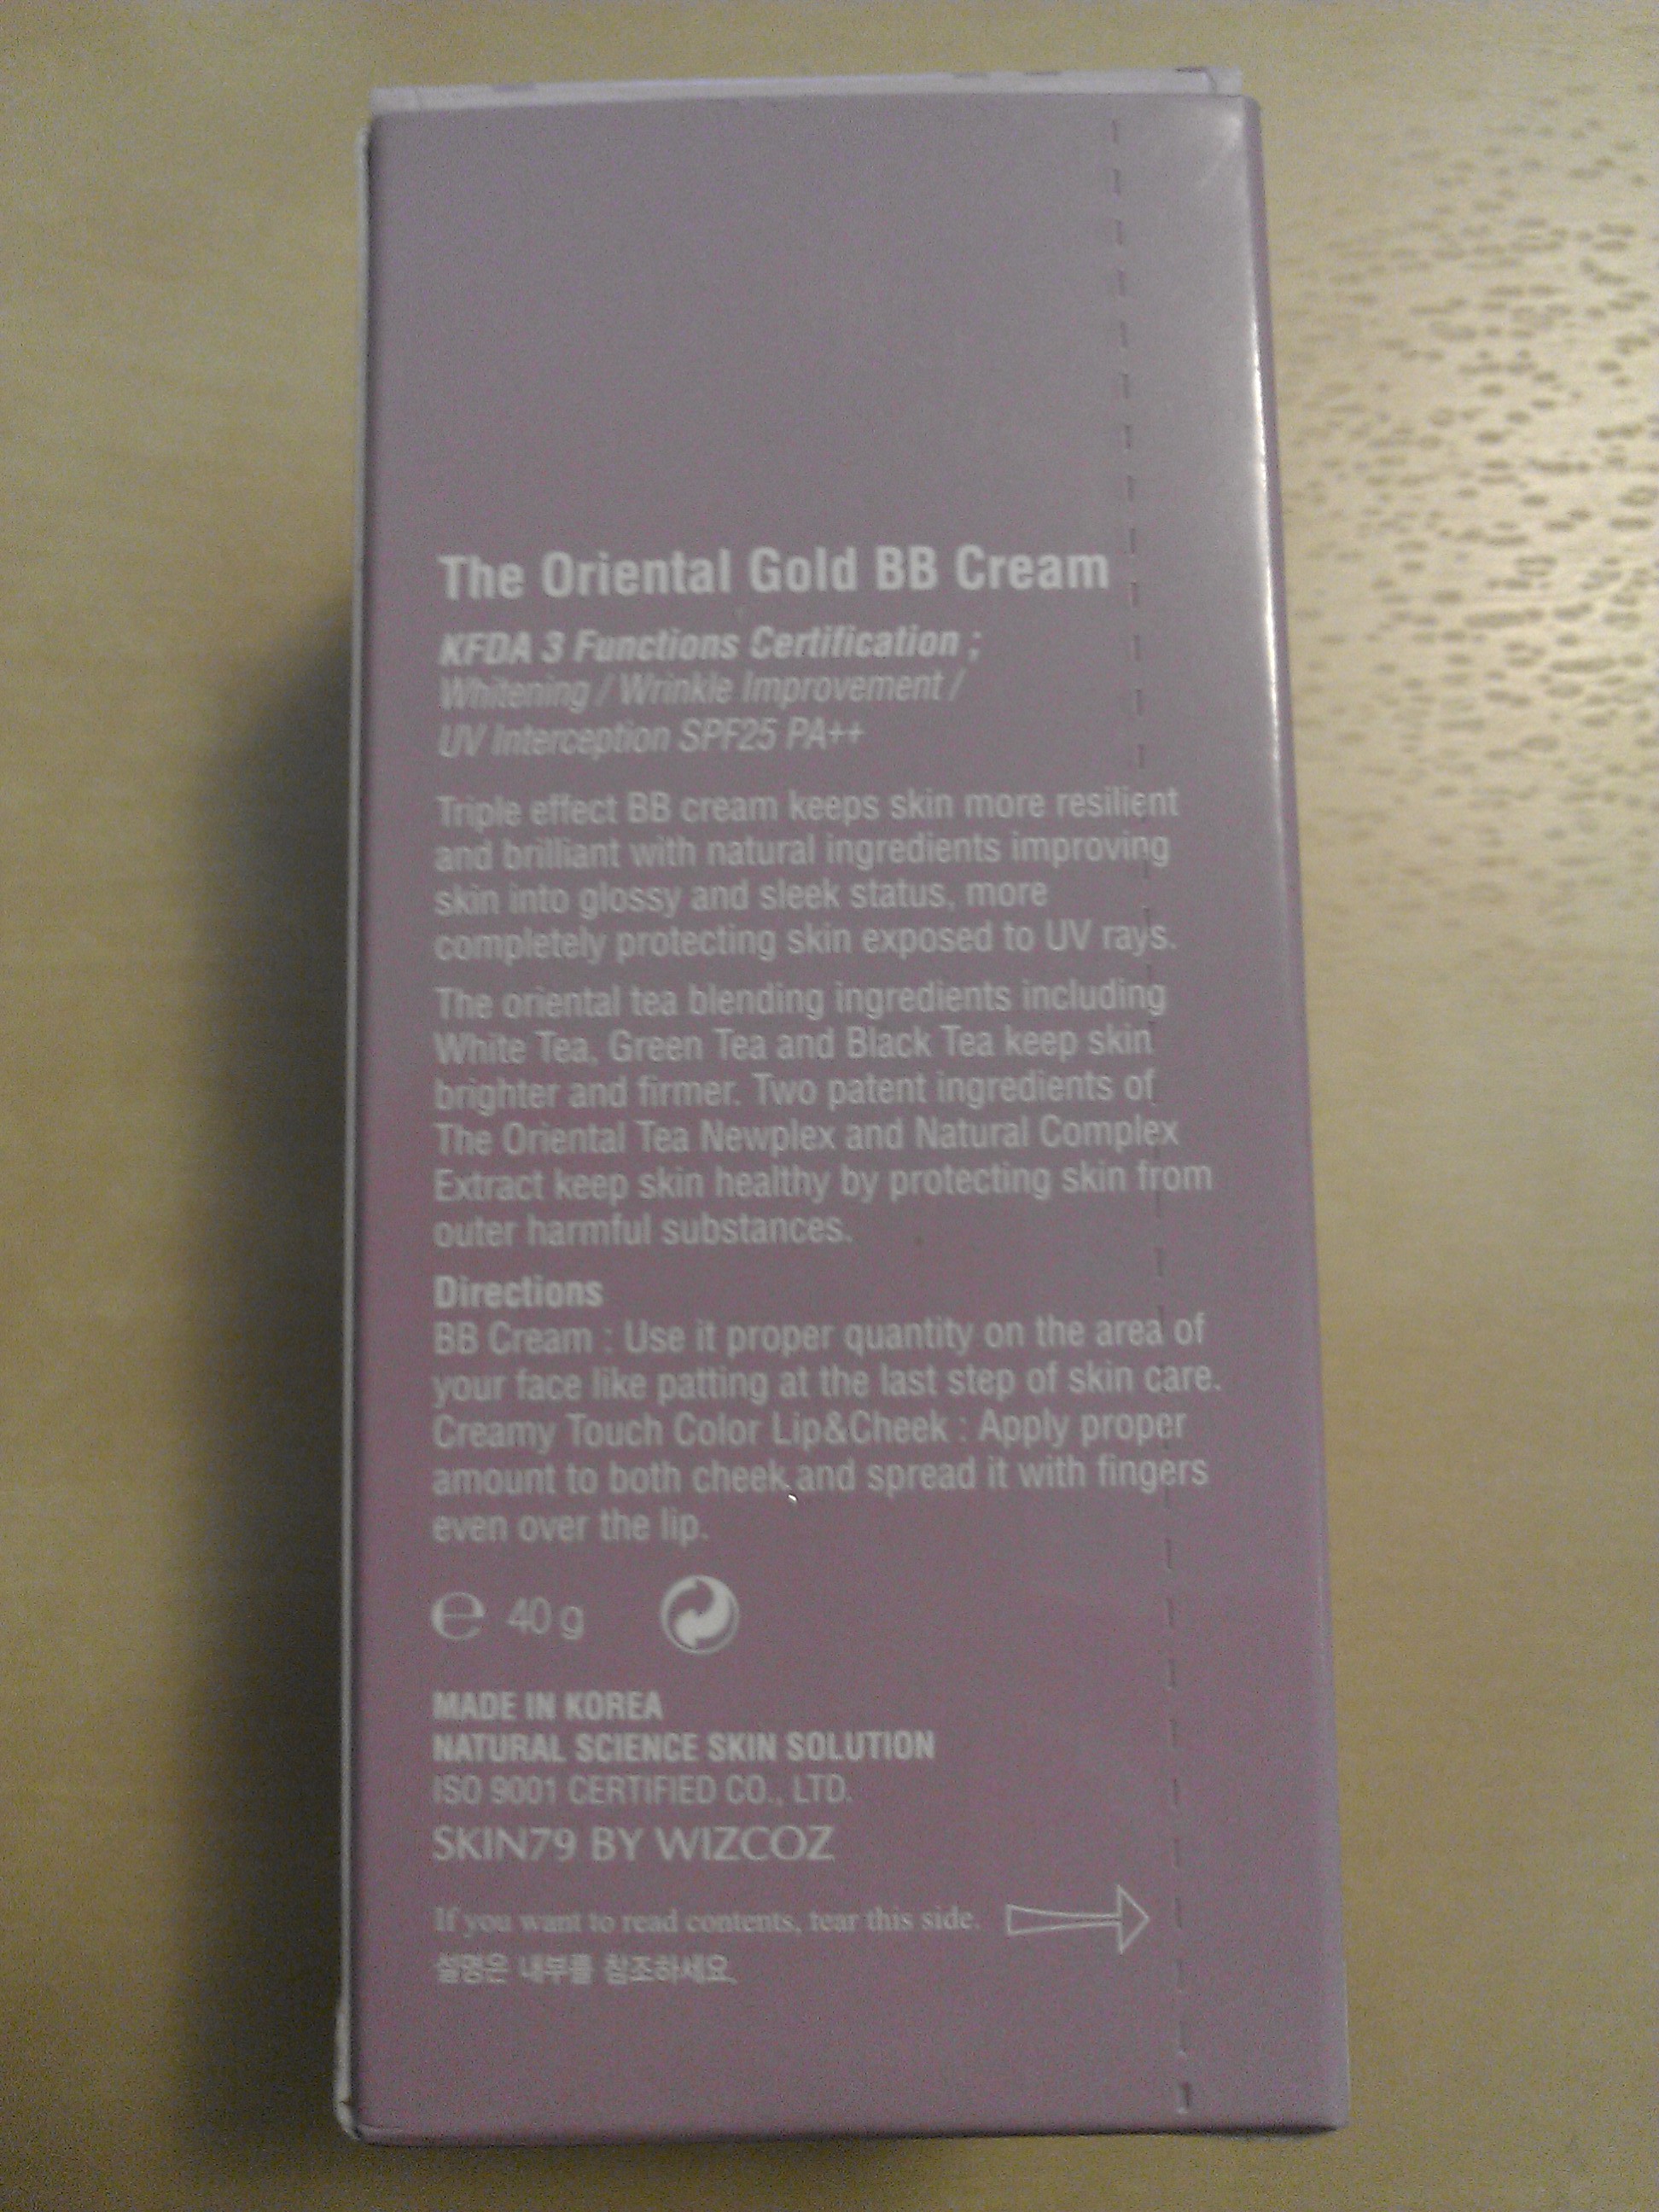 The Oriental Gold BB Cream
KFDA 3 Functions Certification ;
Whitening / Wrinkle Improvement /
UV Interception SPF25 PA++
Triple effect BB cream keeps skin more resilient
and brilliant with natural ingredients improving
skin into glossy and sleek status, more
completely protecting skin exposed to UV rays.
The oriental tea blending ingredients including
White Tea, Green Tea and Black Tea keep skin
brighter and firmer. Two patent ingredients of
The Oriental Tea Newplex and Natural Complex
Extract keep skin healthy by protecting skin from
outer harmful substances.
Directions
BB Cream : Use it proper quantity on the area of
your face like patting at the last step of skin care.
Creamy Touch Color Lip&Cheek : Apply proper
amount to both cheek and spread it with fingers
even over the lip.
e 40 g
MADE IN KOREA
NATURAL SCIENCE SKIN SOLUTION
ISO 9001 CERTIFIED CO., LTD.
SKIN79 BY WIZCOZ
If you want to read contents, tear this side.
설명은 내부를 참조하세요.